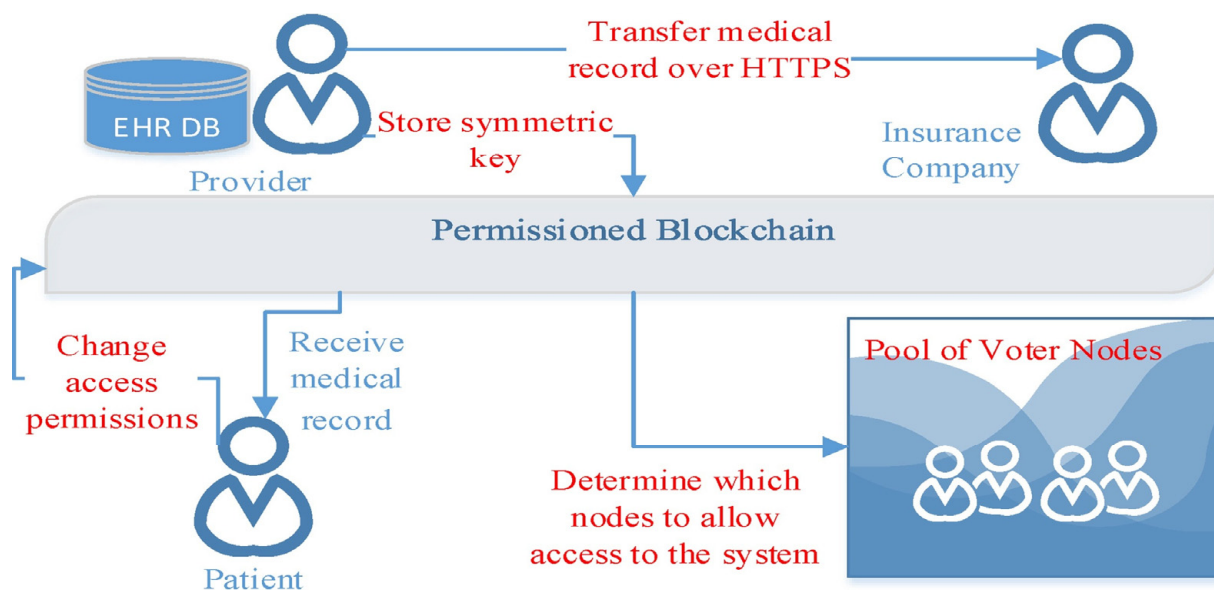 Transfer medical
record over HTTPS
EHR DB
Provider
Store symmetric
key
Insurance
Company
Permissioned Blockchain
Change
access
permissions
Receive
medical
record
Patient
Determine which
nodes to allow
access to the system
Pool of Voter Nodes